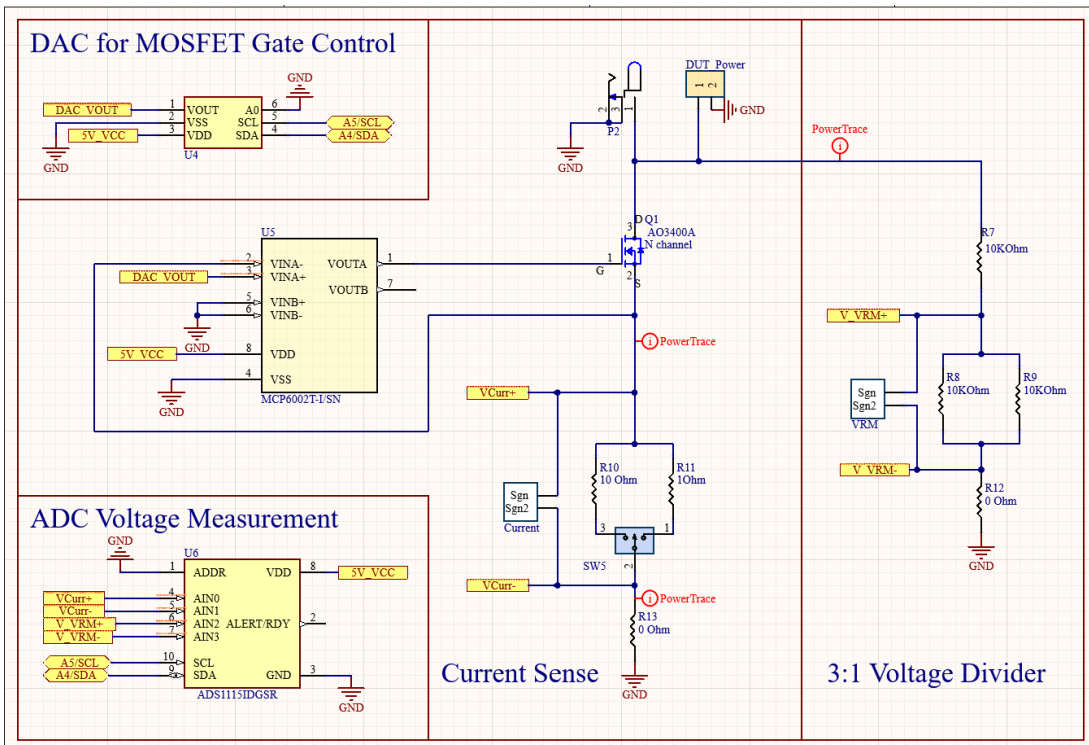 DAC for MOSFET Gate Control
GND
DAC_VOUT
1 VOUT A0 6
2 VSS SCL 5 A5/SCL
5V_VCC 3 VDD SDA 4 A4/SDA
U4
GND
DUT_Power
1 2
GND
2 3 1
P2
GND
PowerTrace
i
U5
2 VINA- VOUTA 1
DAC_VOUT 3 VINA+
VOUTB 7
5 VINB+
6 VINB-
GND
5V_VCC 8 VDD
4 VSS
GND
MCP6002T-I/SN
D Q1
3 AO3400A
N channel
G 1
2
S
i PowerTrace
VCurr+
R10
10 Ohm
R11
1Ohm
Sgn
Sgn2
Current
3 1
SW5 2
VCurr-
i PowerTrace
R13
0 Ohm
GND
Current Sense
R7
10KOhm
V_VRM+
R8
10KOhm
R9
10KOhm
Sgn
Sgn2
VRM
V_VRM-
R12
0 Ohm
GND
3:1 Voltage Divider
ADC Voltage Measurement
GND
U6
1 ADDR VDD 8 5V_VCC
VCurr+ 4 AIN0
VCurr- 5 AIN1
V_VRM+ 6 AIN2 ALERT/RDY 2
V_VRM- 7 AIN3
A5/SCL 10 SCL
A4/SDA 9 SDA GND 3
ADS1115IDGSR
GND